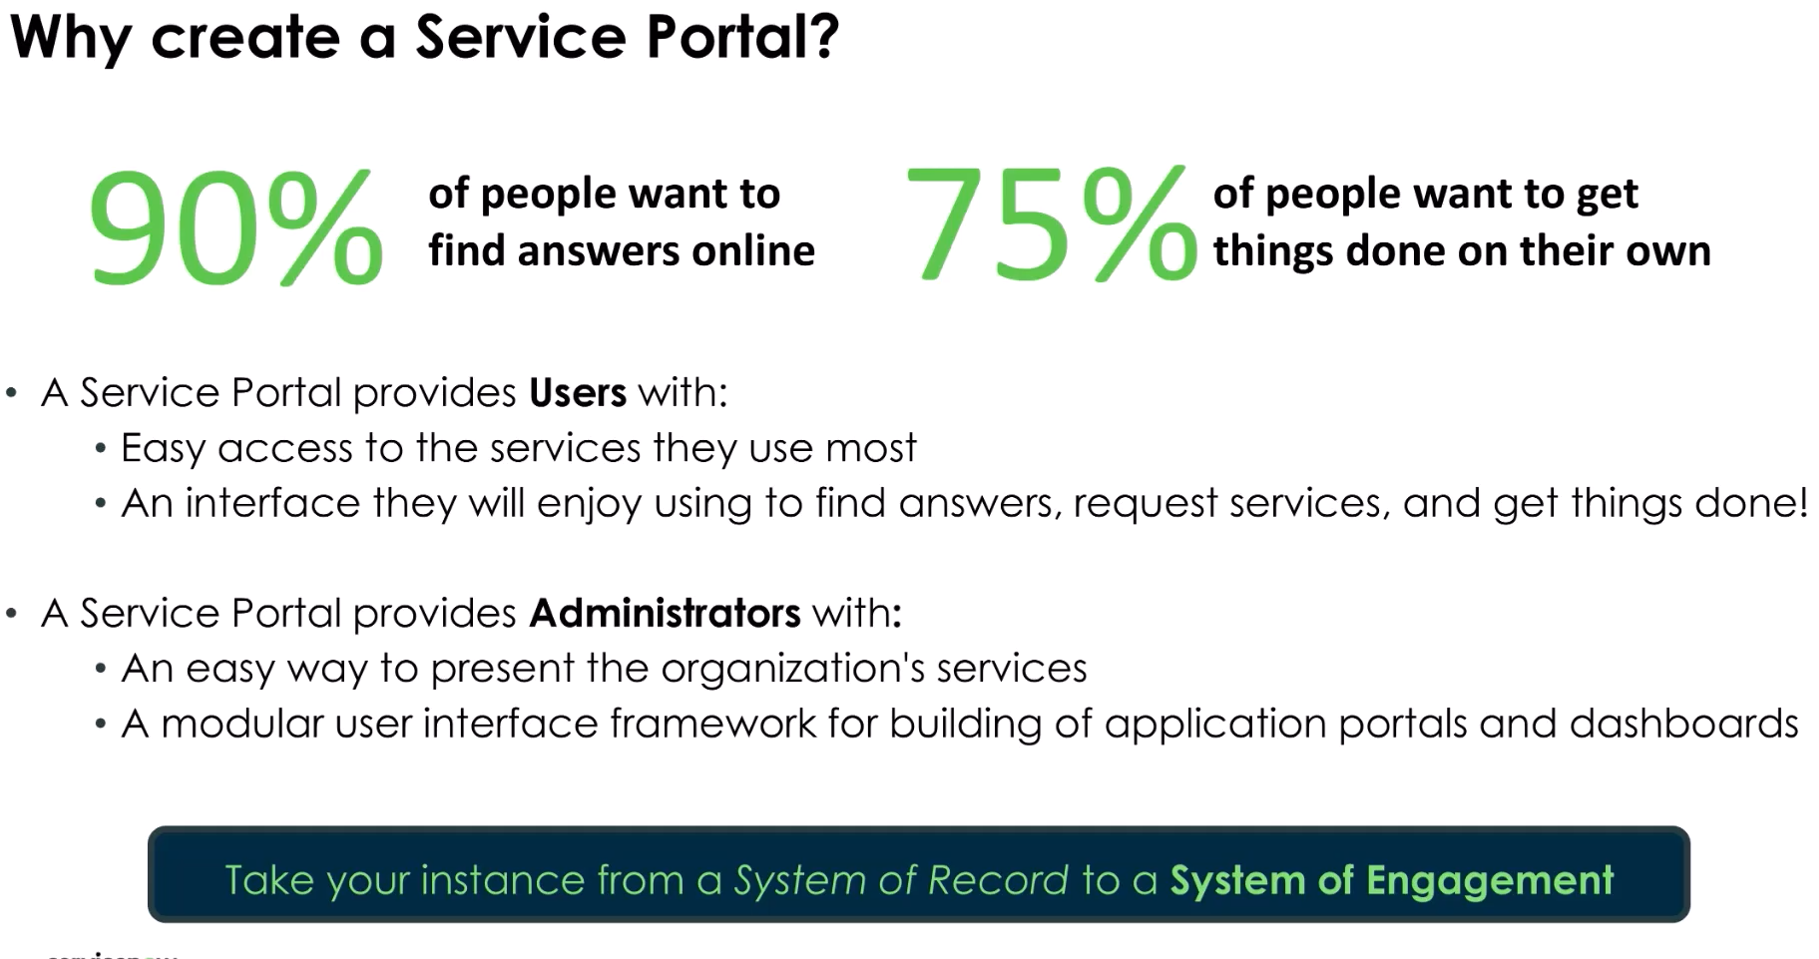 Why create a Service Portal?
90% of people want to
find answers online
75% of people want to get
things done on their own
• A Service Portal provides Users with:
• Easy access to the services they use most
• An interface they will enjoy using to find answers, request services, and get things done!
• A Service Portal provides Administrators with:
• An easy way to present the organization's services
• A modular user interface framework for building of application portals and dashboards
Take your instance from a System of Record to a System of Engagement